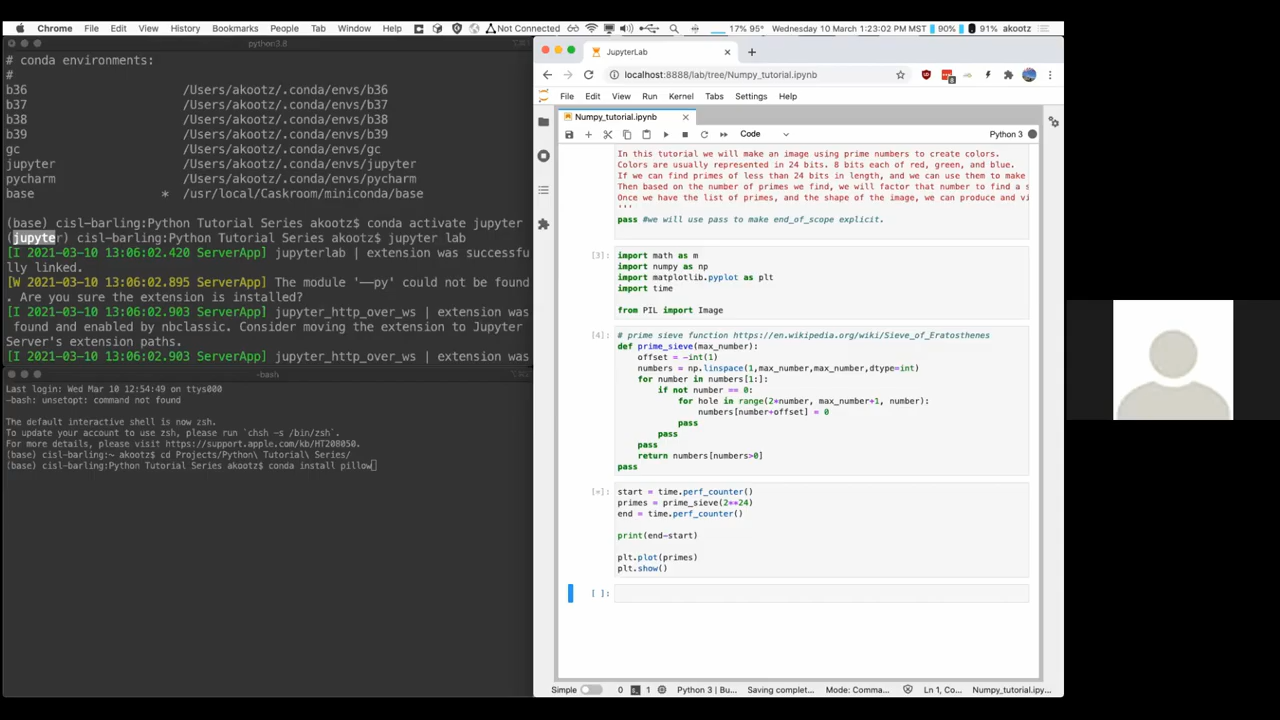 Chrome File Edit View History Bookmarks People Tab Window Help Not Connected 17% 95° Wednesday 10 March 1:23:02 PM MST 90% 91% akootz
python3.8
# conda environments:
#
b36 /Users/akootz/.conda/envs/b36
b37 /Users/akootz/.conda/envs/b37
b38 /Users/akootz/.conda/envs/b38
b39 /Users/akootz/.conda/envs/b39
gc /Users/akootz/.conda/envs/gc
jupyter /Users/akootz/.conda/envs/jupyter
pycharm /Users/akootz/.conda/envs/pycharm
base * /usr/local/Caskroom/miniconda/base
(base) cisl-barling:Python Tutorial Series akootz$ conda activate jupyter
(jupyter) cisl-barling:Python Tutorial Series akootz$ jupyter lab
[I 2021-03-10 13:06:02.420 ServerApp] jupyterlab | extension was successfu
lly linked.
[W 2021-03-10 13:06:02.895 ServerApp] The module '--py' could not be found
. Are you sure the extension is installed?
[I 2021-03-10 13:06:02.903 ServerApp] jupyter_http_over_ws | extension was
found and enabled by nbclassic. Consider moving the extension to Jupyter
Server's extension paths.
[I 2021-03-10 13:06:02.903 ServerApp] jupyter_http_over_ws | extension was
-bash
Last login: Wed Mar 10 12:54:49 on ttys000
-bash: unsetopt: command not found
The default interactive shell is now zsh.
To update your account to use zsh, please run `chsh -s /bin/zsh`.
For more details, please visit https://support.apple.com/kb/HT208050.
(base) cisl-barling:~ akootz$ cd Projects/Python\ Tutorial\ Series/
(base) cisl-barling:Python Tutorial Series akootz$ conda install pillow
JupyterLab
localhost:8888/lab/tree/Numpy_tutorial.ipynb
File Edit View Run Kernel Tabs Settings Help
Numpy_tutorial.ipynb
Code Python 3
In this tutorial we will make an image using prime numbers to create colors.
Colors are usually represented in 24 bits. 8 bits each of red, green, and blue.
If we can find primes of less than 24 bits in length, and we can use them to make
Then based on the number of primes we find, we will factor that number to find a s
Once we have the list of primes, and the shape of the image, we can produce and vi
'''
pass #we will use pass to make end_of_scope explicit.
[3]: import math as m
import numpy as np
import matplotlib.pyplot as plt
import time
from PIL import Image
[4]: # prime sieve function https://en.wikipedia.org/wiki/Sieve_of_Eratosthenes
def prime_sieve(max_number):
offset = -int(1)
numbers = np.linspace(1,max_number,max_number,dtype=int)
for number in numbers[1:]:
if not number == 0:
for hole in range(2*number, max_number+1, number):
numbers[number+offset] = 0
pass
pass
pass
return numbers[numbers>0]
pass
[*]: start = time.perf_counter()
primes = prime_sieve(2**24)
end = time.perf_counter()
print(end-start)
plt.plot(primes)
plt.show()
[ ]:
Simple 0 1 Python 3 | Bu... Saving complet... Mode: Comma... Ln 1, Co... Numpy_tutorial.ipy...